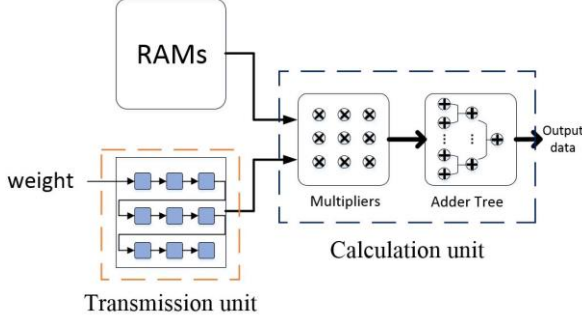 RAMs
weight
Multipliers
Adder Tree
Output
data
Calculation unit
Transmission unit